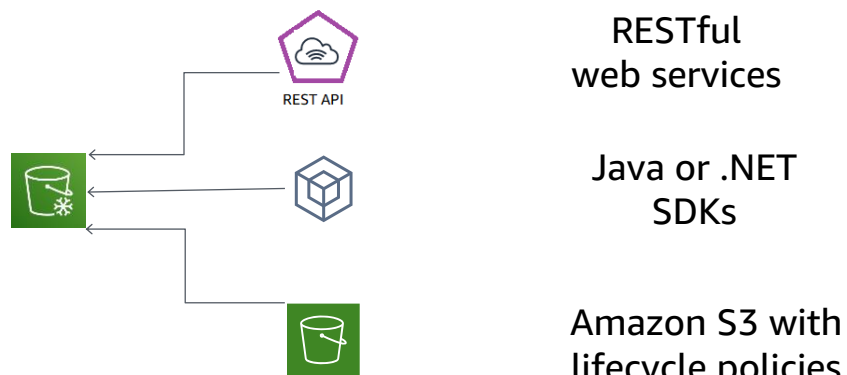 RESTful
web services
REST API
Java or .NET
SDKs
Amazon S3 with
lifecycle policies